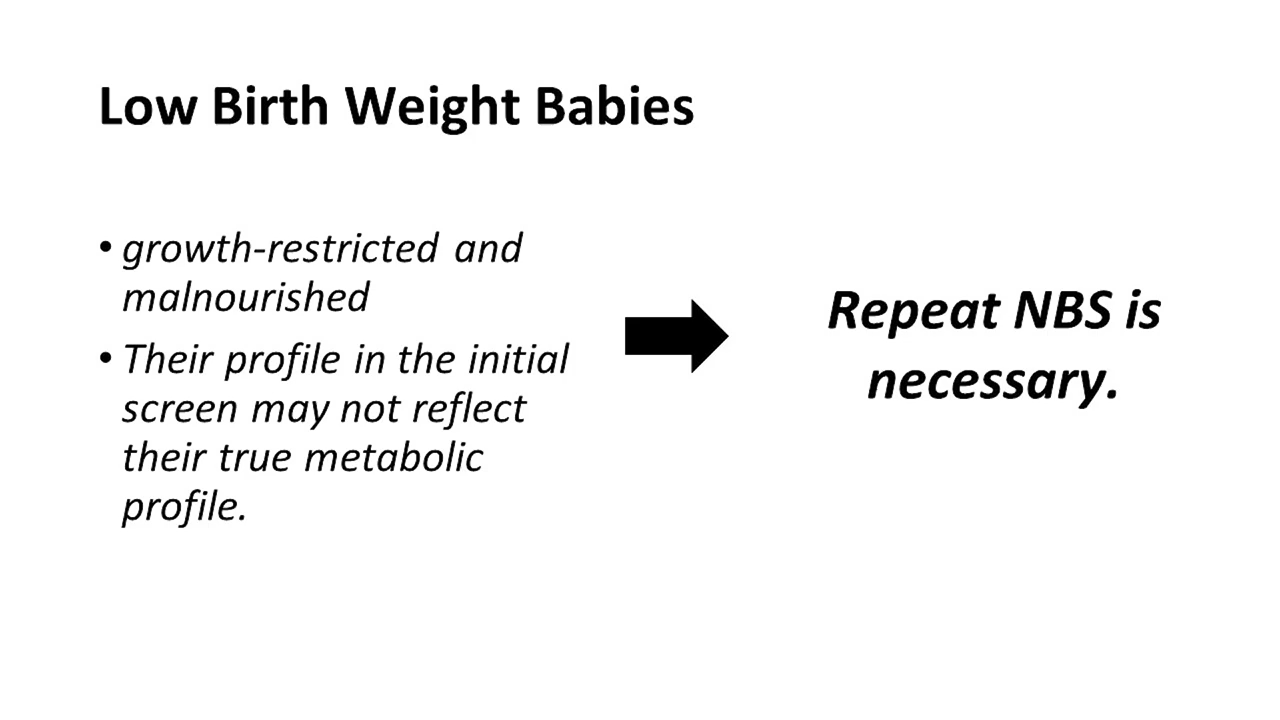 Low Birth Weight Babies
• growth-restricted and
malnourished
• Their profile in the initial
screen may not reflect
their true metabolic
profile.
Repeat NBS is
necessary.